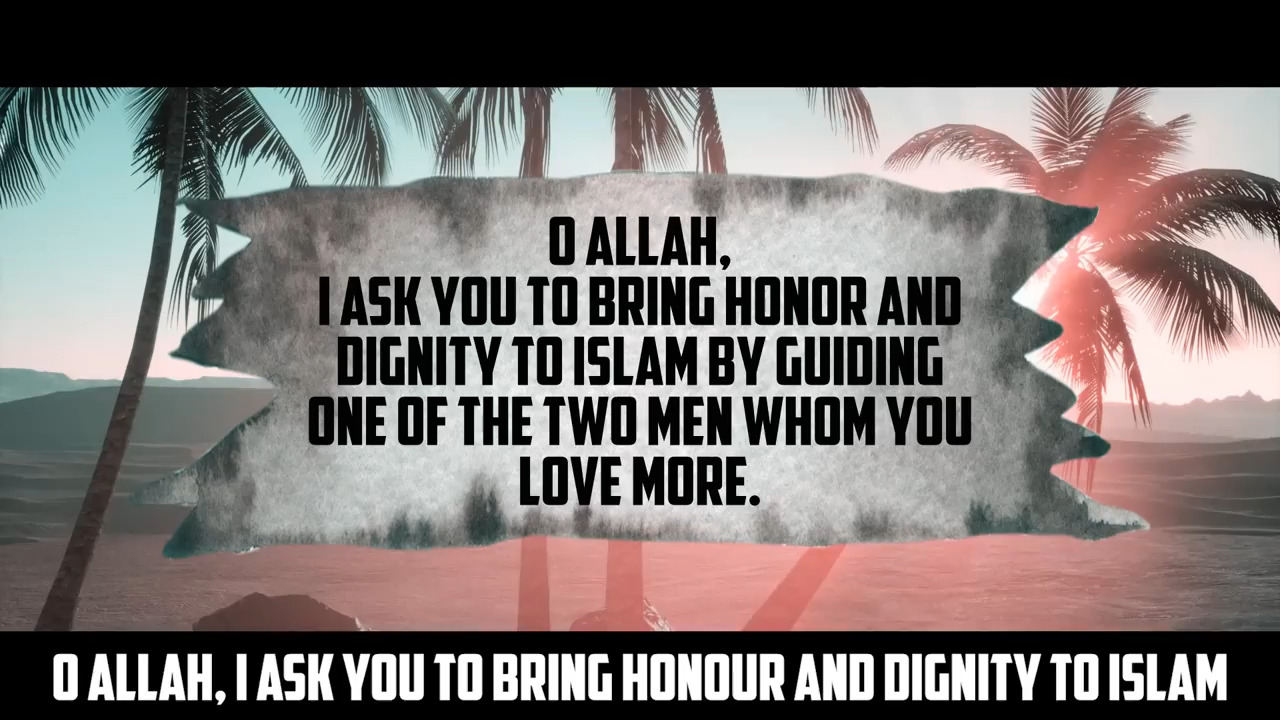 O ALLAH,
I ASK YOU TO BRING HONOR AND
DIGNITY TO ISLAM BY GUIDING
ONE OF THE TWO MEN WHOM YOU
LOVE MORE.
O ALLAH, I ASK YOU TO BRING HONOUR AND DIGNITY TO ISLAM